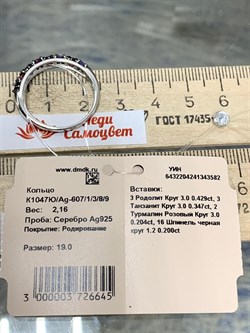 Леди
Самоцвет
ГОСТ 17435
www.dmdk.ru
УИН
6432204241343582
Кольцо
К1047Ю/Ag-607/1/3/8/9
Вес: 2,16
Проба: Серебро Ag925
Покрытие: Родирование
Размер: 19.0
3 000003 726645
Вставки:
3 Родолит Круг 3.0 0.429ct, 3
Танзанит Круг 3.0 0.347ct, 2
Турмалин Розовый Круг 3.0
0.204ct, 16 Шпинель черная
круг 1.2 0.200ct